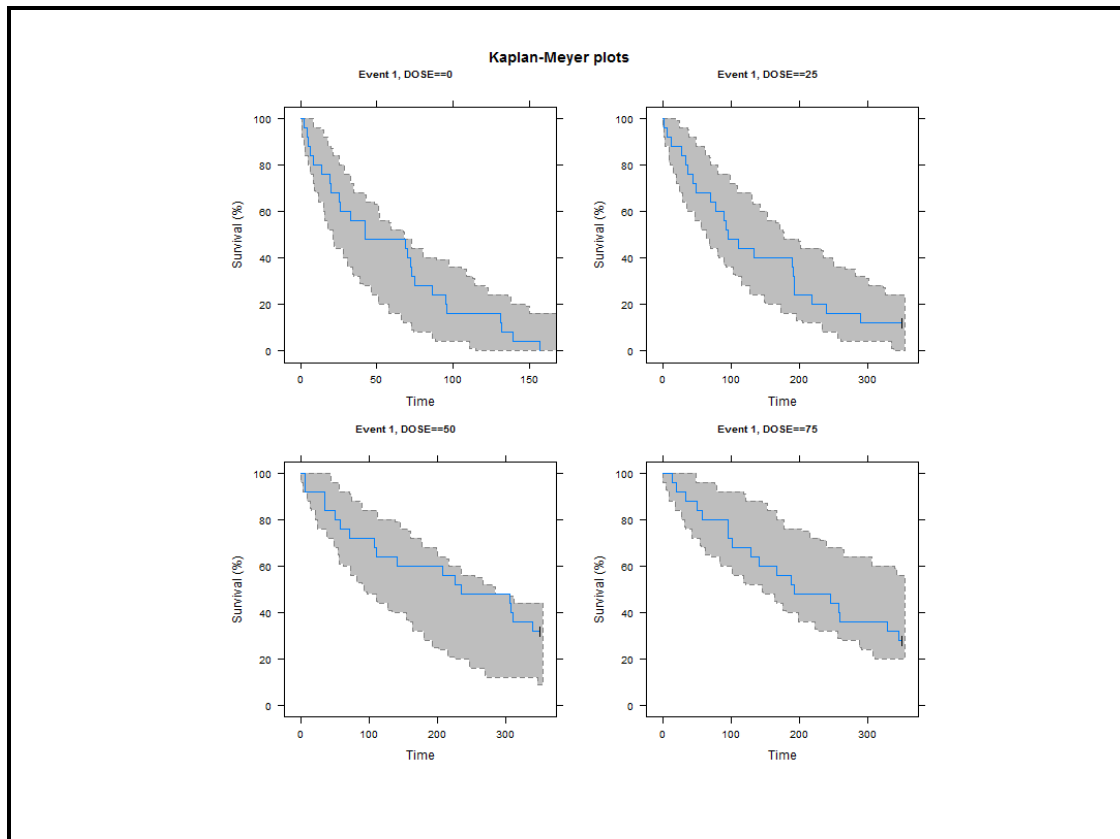 Kaplan-Meyer plots
Event 1, DOSE==0
Survival (%)
100
80
60
40
20
0
0 50 100 150
Time
Event 1, DOSE==25
Survival (%)
100
80
60
40
20
0
0 100 200 300
Time
Event 1, DOSE==50
Survival (%)
100
80
60
40
20
0
0 100 200 300
Time
Event 1, DOSE==75
Survival (%)
100
80
60
40
20
0
0 100 200 300
Time